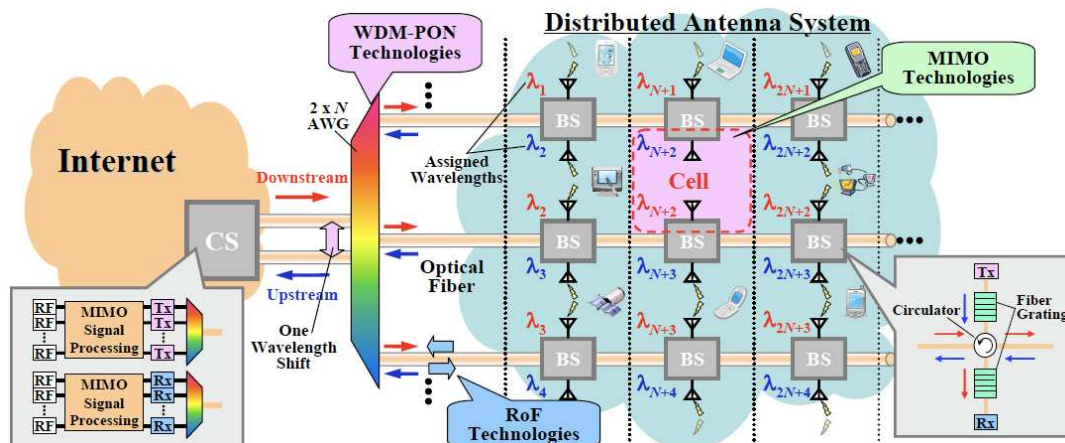 Distributed Antenna System
WDM-PON
Technologies
MIMO
Technologies
2 x N
AWG
Internet
Downstream
CS
Upstream
One
Wavelength
Shift
Optical
Fiber
Assigned
Wavelengths
λ1
λN+1
λ2N+1
BS
BS
BS
λ2
λN+2
λ2N+2
Cell
λ2
λN+2
λ2N+2
BS
BS
BS
λ3
λN+3
λ2N+3
λ3
λN+3
λ2N+3
BS
BS
BS
λ4
λN+4
λ2N+4
RoF
Technologies
RF
RF
RF
MIMO
Signal
Processing
Tx
Tx
Tx
RF
RF
RF
MIMO
Signal
Processing
Rx
Rx
Rx
Tx
Circulator
Fiber
Grating
Rx